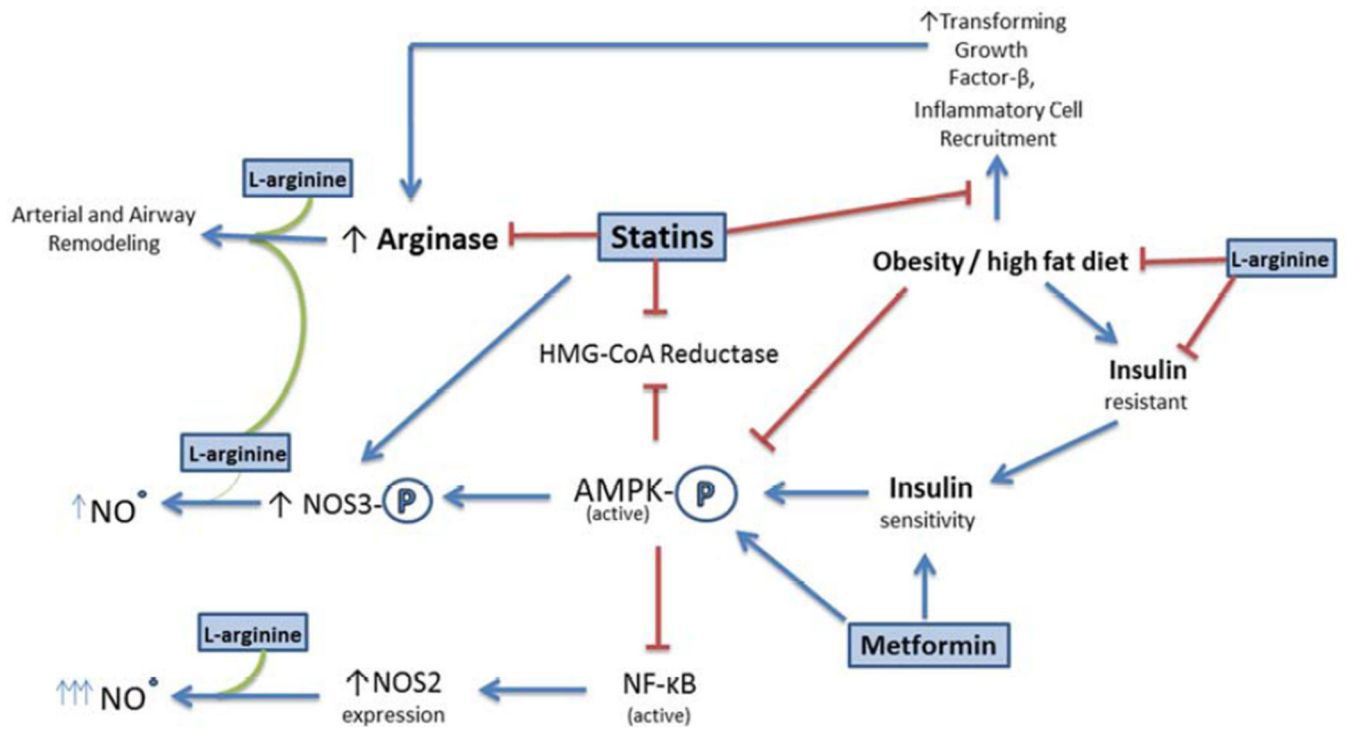 ↑Transforming
Growth
Factor-β,
Inflammatory Cell
Recruitment
L-arginine
Arterial and Airway
Remodeling
↑ Arginase
Statins
Obesity / high fat diet
L-arginine
HMG-CoA Reductase
Insulin
resistant
L-arginine
↑NO•
↑ NOS3-P
AMPK-P
(active)
Insulin
sensitivity
L-arginine
Metformin
↑↑↑ NO•
↑NOS2
expression
NF-κB
(active)